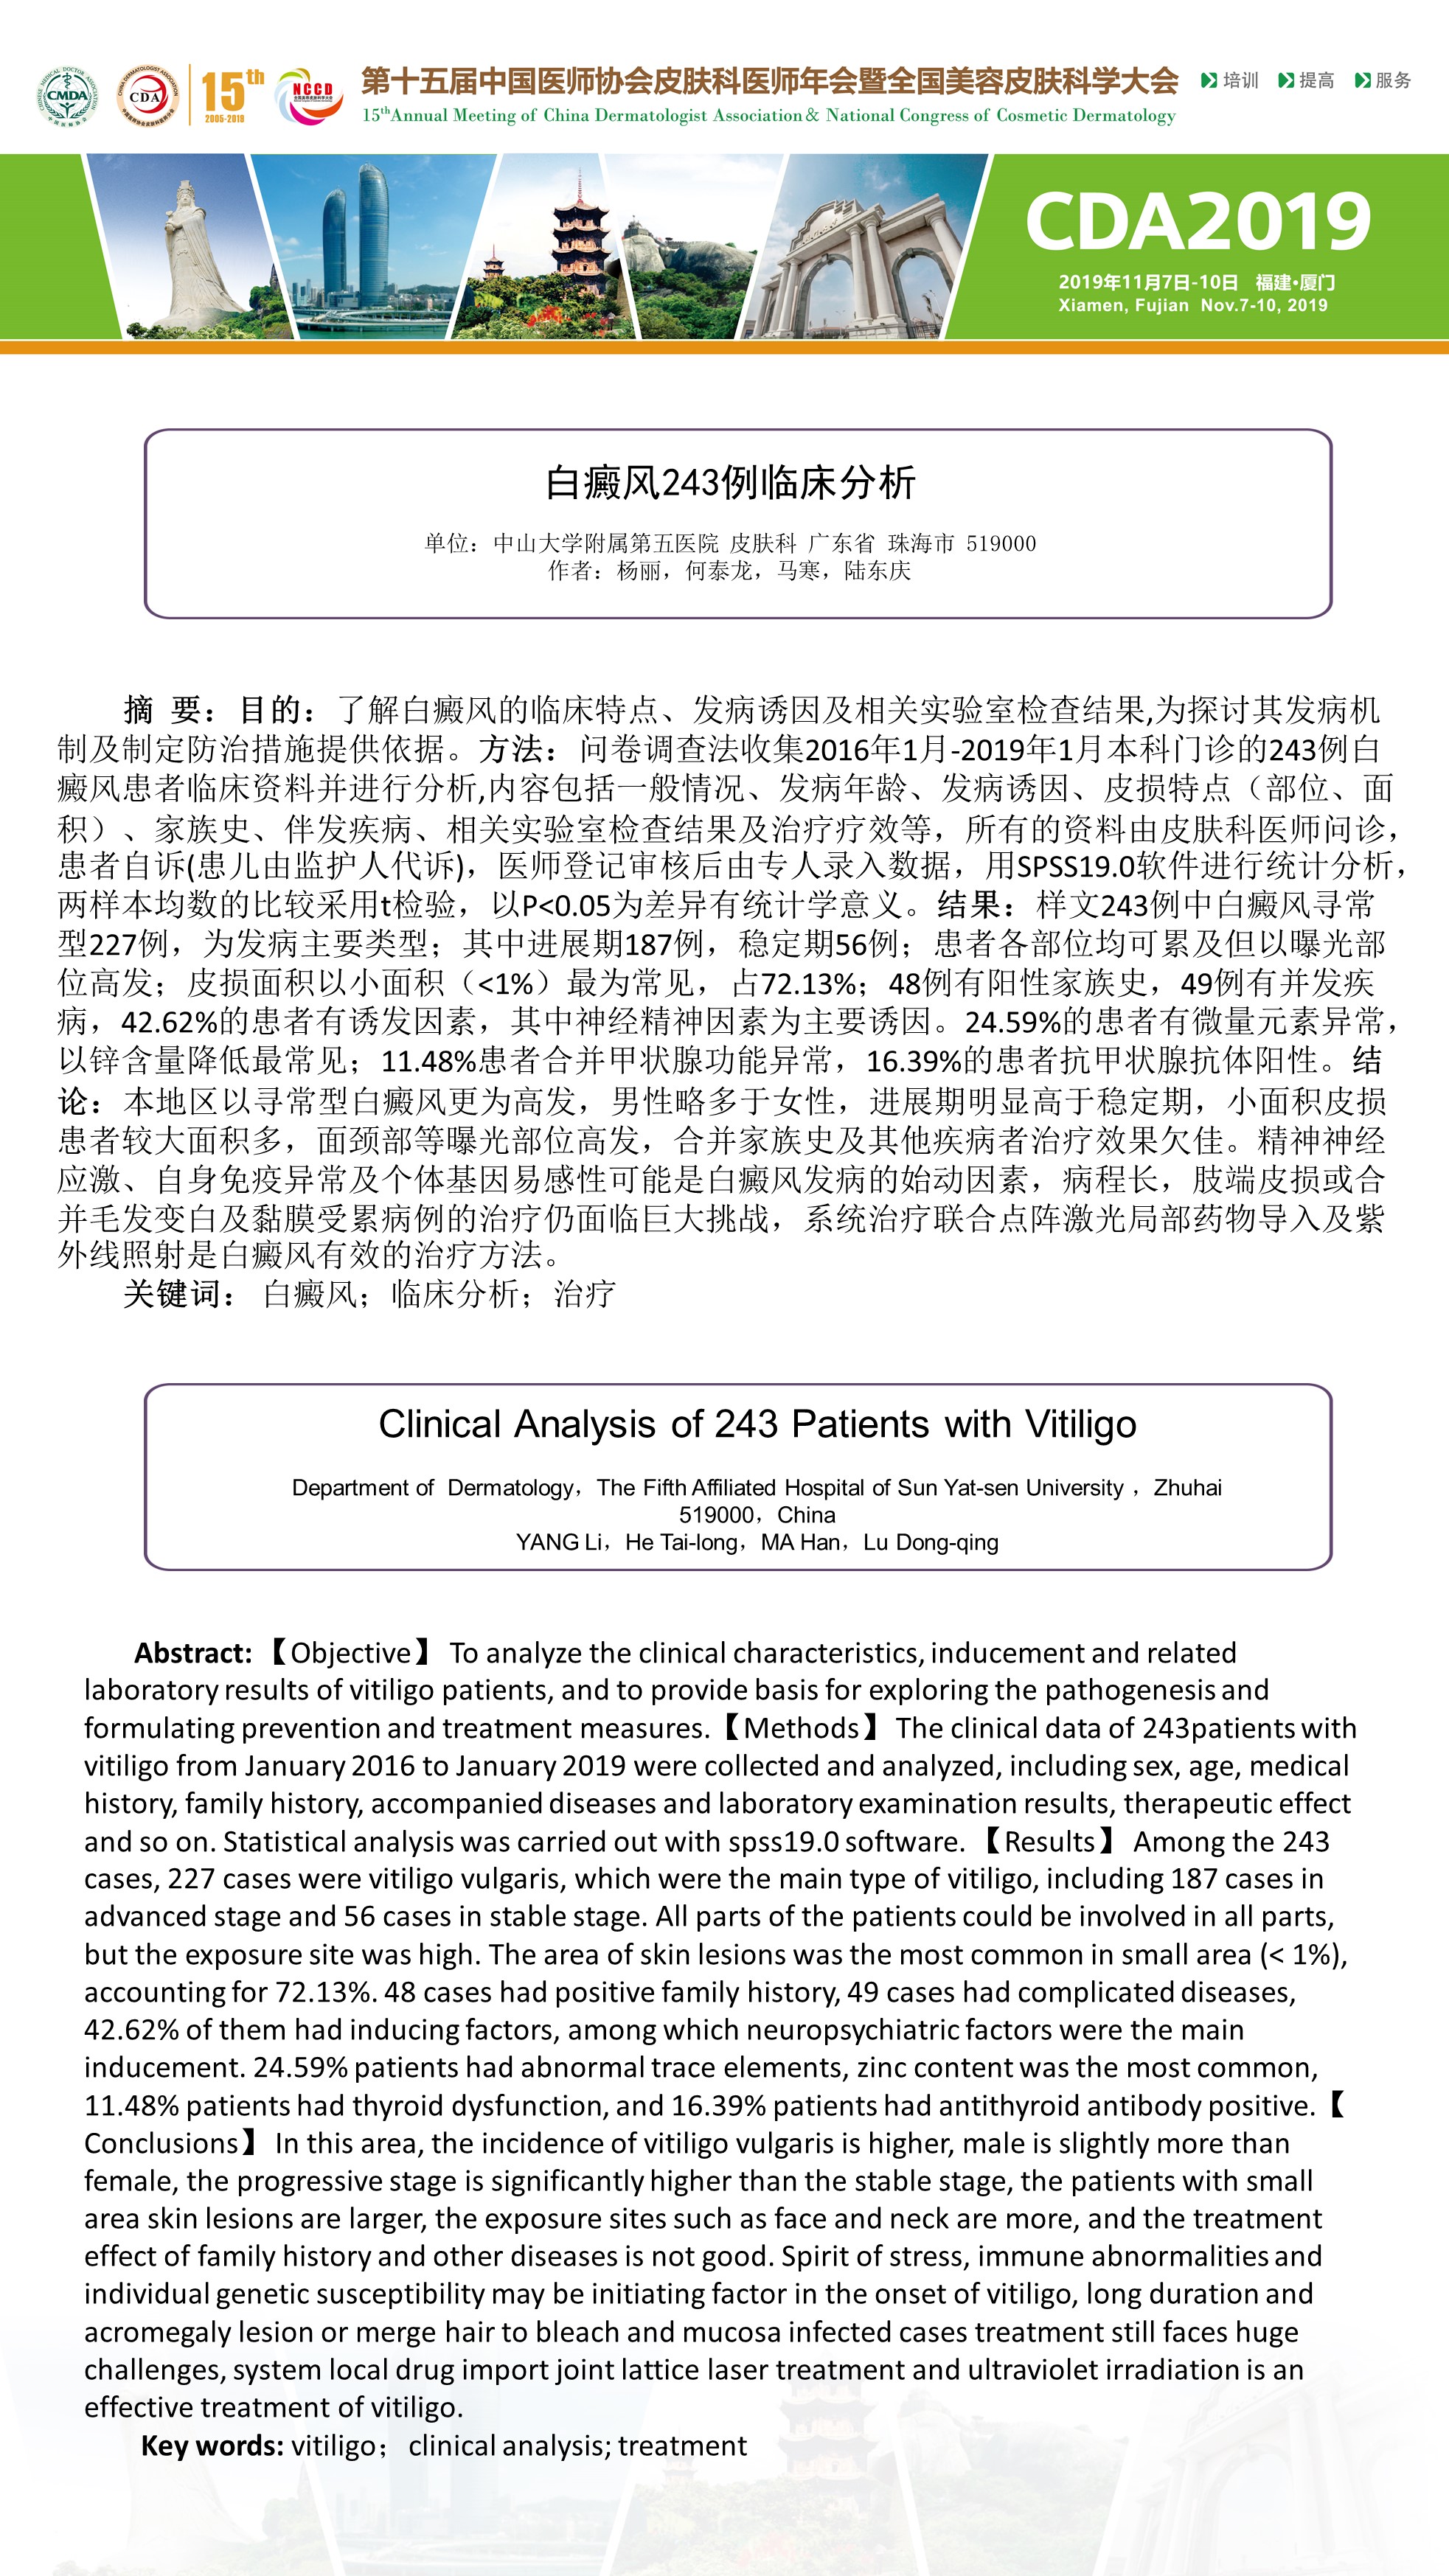 CHINESE MEDICAL DOCTOR ASSOCIATION
CMDA
中国医师协会
CHINA DERMATOLOGIST ASSOCIATION
CDA
15th
2005-2019
NCCD
第十五届中国医师协会皮肤科医师年会暨全国美容皮肤科学大会
15thAnnual Meeting of China Dermatologist Association& National Congress of Cosmetic Dermatology
培训 提高 服务
CDA2019
2019年11月7日-10日 福建•厦门
Xiamen, Fujian Nov.7-10, 2019
白癜风243例临床分析
单位：中山大学附属第五医院 皮肤科 广东省 珠海市 519000
作者：杨丽，何泰龙，马寒，陆东庆
摘 要：目的：了解白癜风的临床特点、发病诱因及相关实验室检查结果,为探讨其发病机
制及制定防治措施提供依据。方法：问卷调查法收集2016年1月-2019年1月本科门诊的243例白
癜风患者临床资料并进行分析,内容包括一般情况、发病年龄、发病诱因、皮损特点（部位、面
积）、家族史、伴发疾病、相关实验室检查结果及治疗疗效等，所有的资料由皮肤科医师问诊，
患者自诉(患儿由监护人代诉)，医师登记审核后由专人录入数据，用SPSS19.0软件进行统计分析，
两样本均数的比较采用t检验，以P<0.05为差异有统计学意义。结果：样文243例中白癜风寻常
型227例，为发病主要类型；其中进展期187例，稳定期56例；患者各部位均可累及但以曝光部
位高发；皮损面积以小面积（<1%）最为常见，占72.13%；48例有阳性家族史，49例有并发疾
病，42.62%的患者有诱发因素，其中神经精神因素为主要诱因。24.59%的患者有微量元素异常，
以锌含量降低最常见；11.48%患者合并甲状腺功能异常，16.39%的患者抗甲状腺抗体阳性。结
论：本地区以寻常型白癜风更为高发，男性略多于女性，进展期明显高于稳定期，小面积皮损
患者较大面积多，面颈部等曝光部位高发，合并家族史及其他疾病者治疗效果欠佳。精神神经
应激、自身免疫异常及个体基因易感性可能是白癜风发病的始动因素，病程长，肢端皮损或合
并毛发变白及黏膜受累病例的治疗仍面临巨大挑战，系统治疗联合点阵激光局部药物导入及紫
外线照射是白癜风有效的治疗方法。
关键词： 白癜风；临床分析；治疗
Clinical Analysis of 243 Patients with Vitiligo
Department of Dermatology，The Fifth Affiliated Hospital of Sun Yat-sen University ，Zhuhai
519000，China
YANG Li，He Tai-long，MA Han，Lu Dong-qing
Abstract: 【Objective】 To analyze the clinical characteristics, inducement and related
laboratory results of vitiligo patients, and to provide basis for exploring the pathogenesis and
formulating prevention and treatment measures.【Methods】 The clinical data of 243patients with
vitiligo from January 2016 to January 2019 were collected and analyzed, including sex, age, medical
history, family history, accompanied diseases and laboratory examination results, therapeutic effect
and so on. Statistical analysis was carried out with spss19.0 software. 【Results】 Among the 243
cases, 227 cases were vitiligo vulgaris, which were the main type of vitiligo, including 187 cases in
advanced stage and 56 cases in stable stage. All parts of the patients could be involved in all parts,
but the exposure site was high. The area of skin lesions was the most common in small area (< 1%),
accounting for 72.13%. 48 cases had positive family history, 49 cases had complicated diseases,
42.62% of them had inducing factors, among which neuropsychiatric factors were the main
inducement. 24.59% patients had abnormal trace elements, zinc content was the most common,
11.48% patients had thyroid dysfunction, and 16.39% patients had antithyroid antibody positive.【
Conclusions】 In this area, the incidence of vitiligo vulgaris is higher, male is slightly more than
female, the progressive stage is significantly higher than the stable stage, the patients with small
area skin lesions are larger, the exposure sites such as face and neck are more, and the treatment
effect of family history and other diseases is not good. Spirit of stress, immune abnormalities and
individual genetic susceptibility may be initiating factor in the onset of vitiligo, long duration and
acromegaly lesion or merge hair to bleach and mucosa infected cases treatment still faces huge
challenges, system local drug import joint lattice laser treatment and ultraviolet irradiation is an
effective treatment of vitiligo.
Key words: vitiligo； clinical analysis; treatment